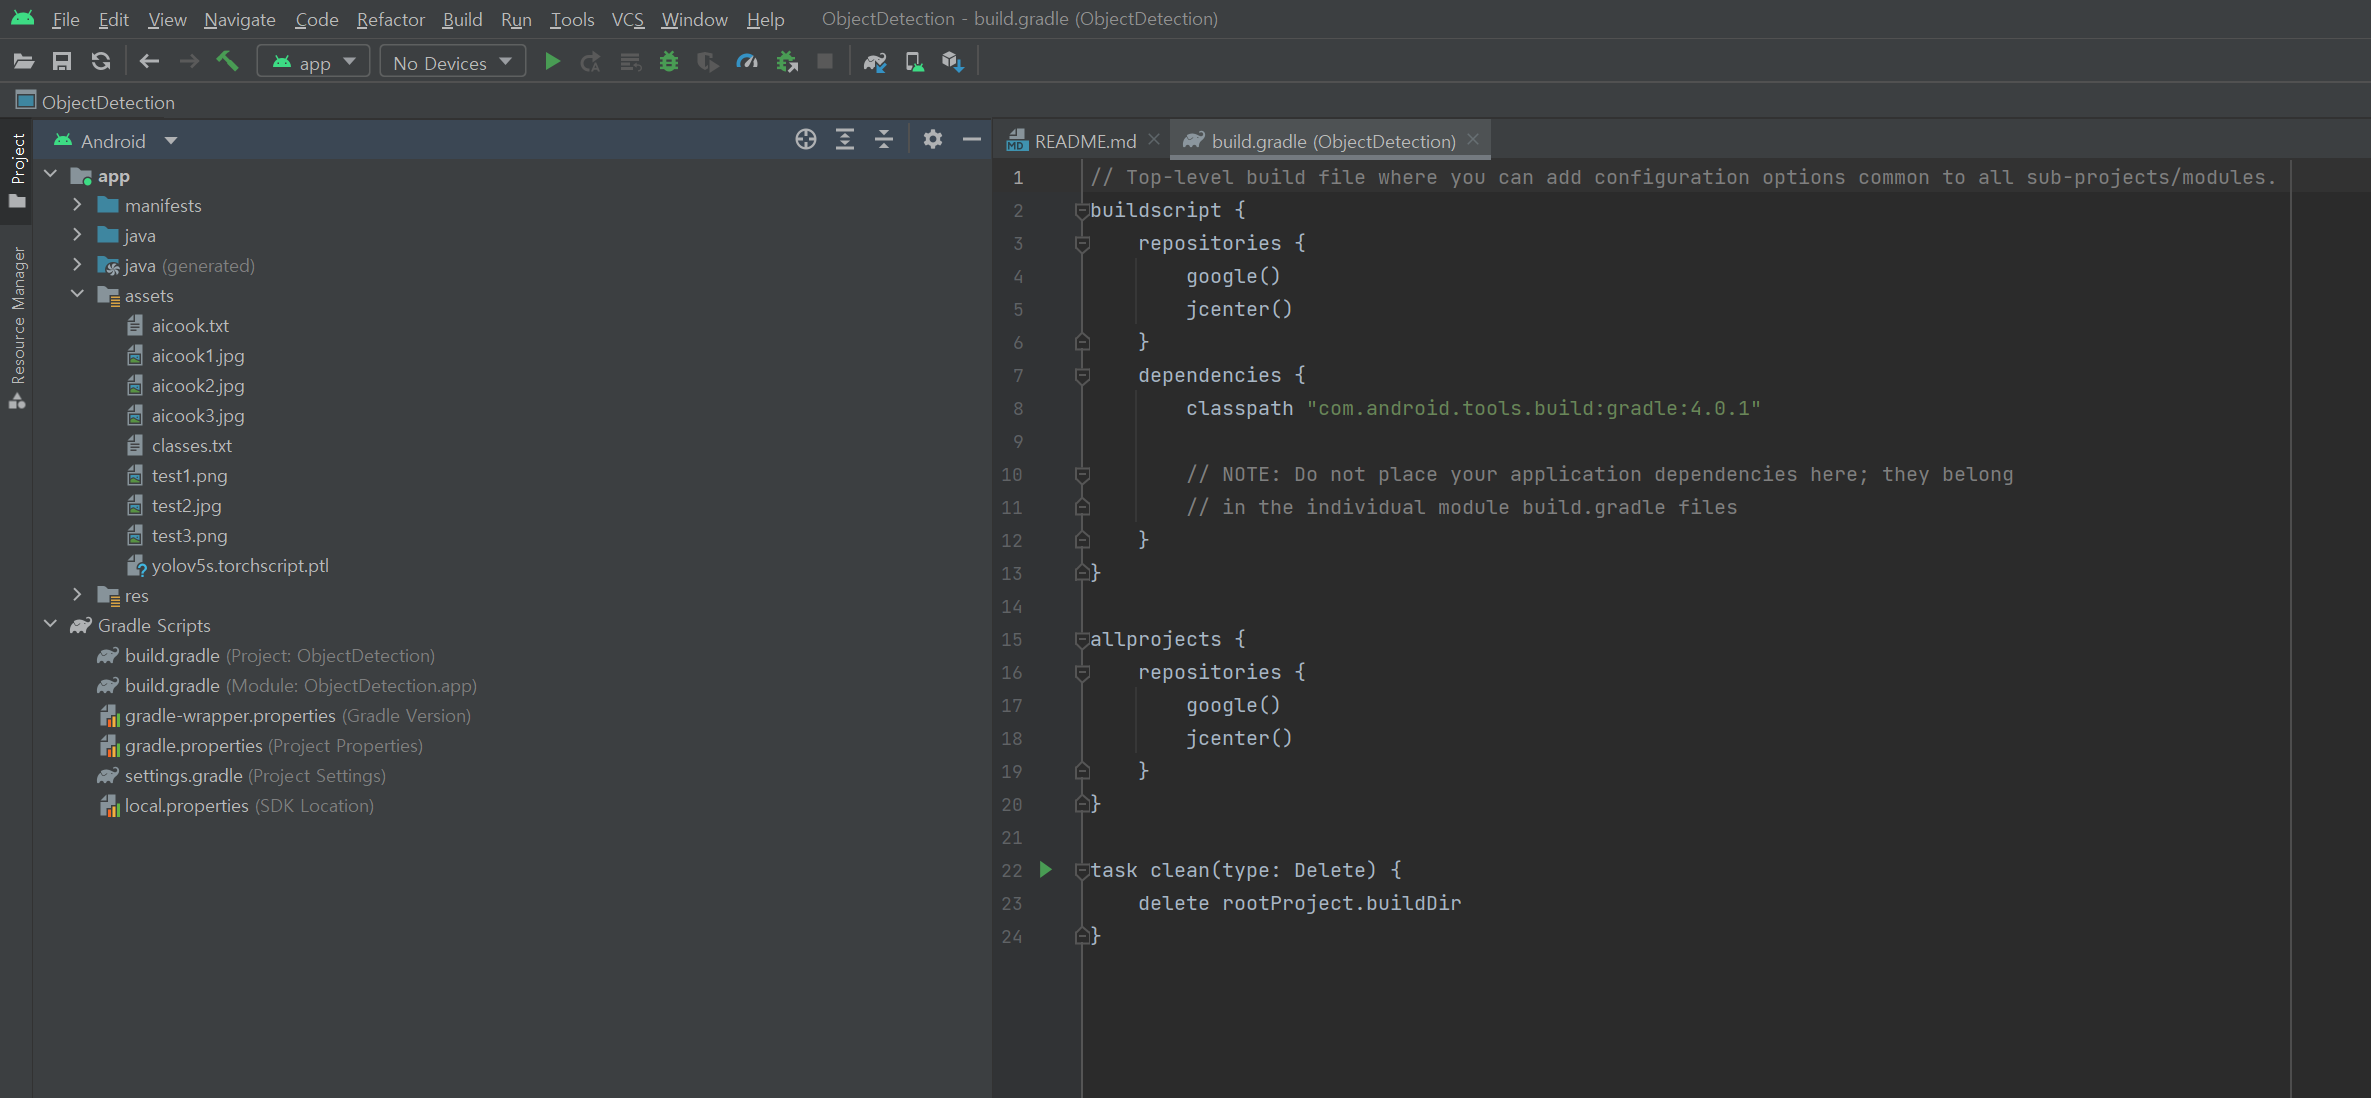 File Edit View Navigate Code Refactor Build Run Tools VCS Window Help ObjectDetection - build.gradle (ObjectDetection)
app No Devices
ObjectDetection
Project
Resource Manager
Android
app
manifests
java
java (generated)
assets
aicook.txt
aicook1.jpg
aicook2.jpg
aicook3.jpg
classes.txt
test1.png
test2.jpg
test3.png
yolov5s.torchscript.ptl
res
Gradle Scripts
build.gradle (Project: ObjectDetection)
build.gradle (Module: ObjectDetection.app)
gradle-wrapper.properties (Gradle Version)
gradle.properties (Project Properties)
settings.gradle (Project Settings)
local.properties (SDK Location)
MD README.md build.gradle (ObjectDetection)
1 // Top-level build file where you can add configuration options common to all sub-projects/modules.
2 buildscript {
3 repositories {
4 google()
5 jcenter()
6 }
7 dependencies {
8 classpath "com.android.tools.build:gradle:4.0.1"
9
10 // NOTE: Do not place your application dependencies here; they belong
11 // in the individual module build.gradle files
12 }
13 }
14
15 allprojects {
16 repositories {
17 google()
18 jcenter()
19 }
20 }
21
22 task clean(type: Delete) {
23 delete rootProject.buildDir
24 }